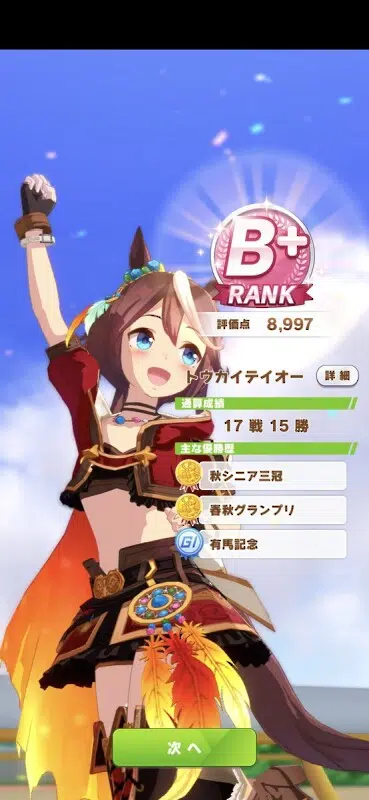 B+
RANK
評価点 8,997
トウカイテイオー 詳細
通算成績
17戦15勝
主な優勝歴
秋シニア三冠
春秋グランプリ
GI 有馬記念
次へ